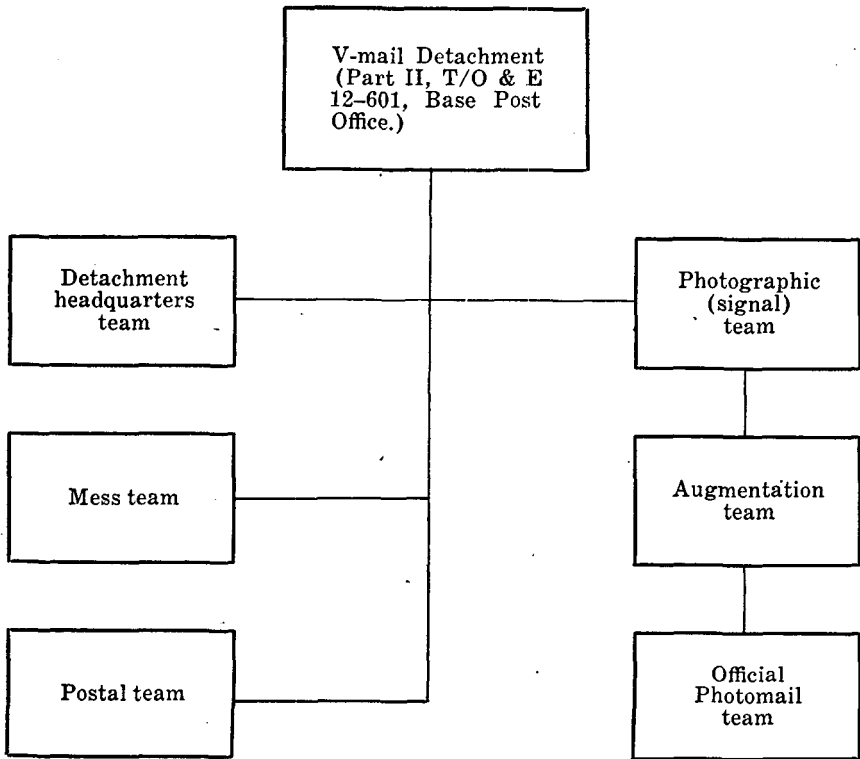 V-mail Detachment
(Part II, T/O & E
12-601, Base Post
Office.)
Detachment
headquarters
team
Photographic
(signal)
team
Mess team
Augmentation
team
Postal team
Official
Photomail
team